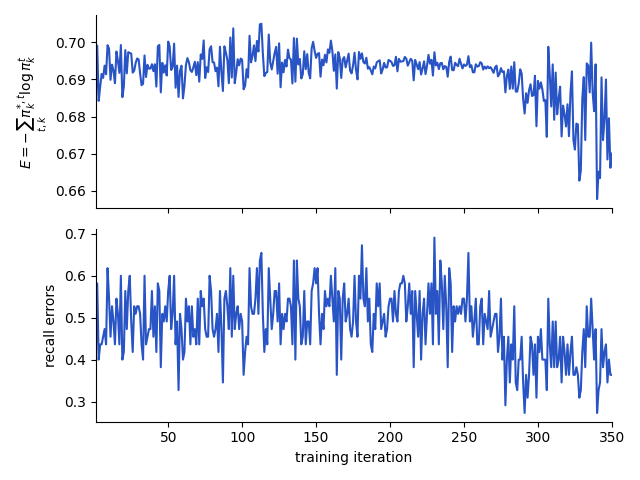 E = −∑_{t,k} π_k^{*,t} log π_k^t
0.70
0.69
0.68
0.67
0.66
recall errors
0.7
0.6
0.5
0.4
0.3
50 100 150 200 250 300 350
training iteration